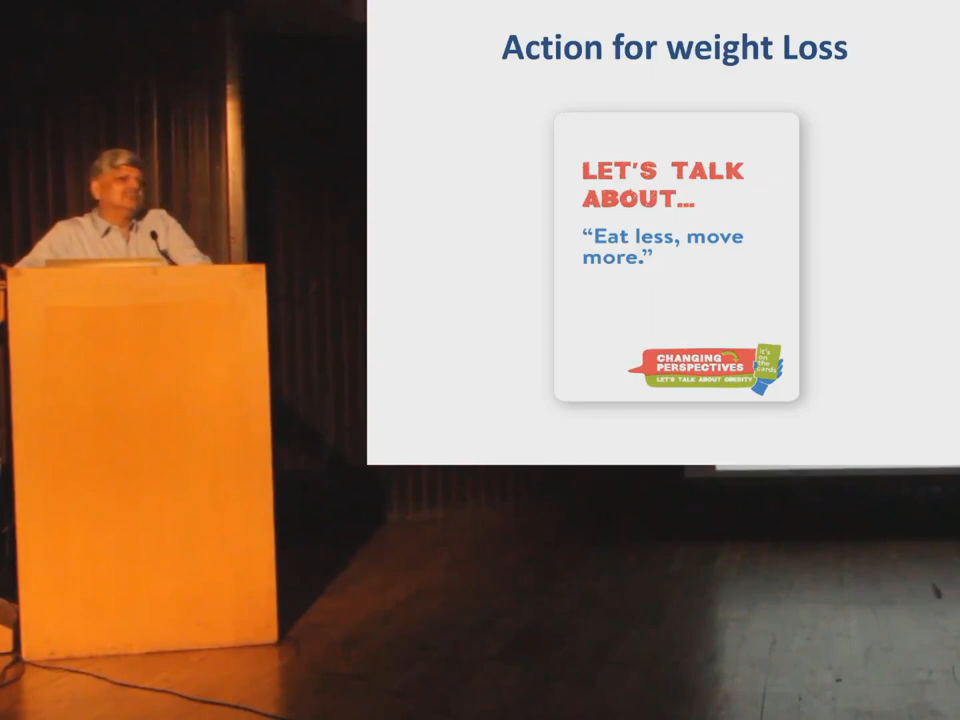 Action for weight Loss
LET'S TALK
ABOUT...
“Eat less, move
more.”
CHANGING
PERSPECTIVES
LET'S TALK ABOUT OBESITY
it's
on
the
cards